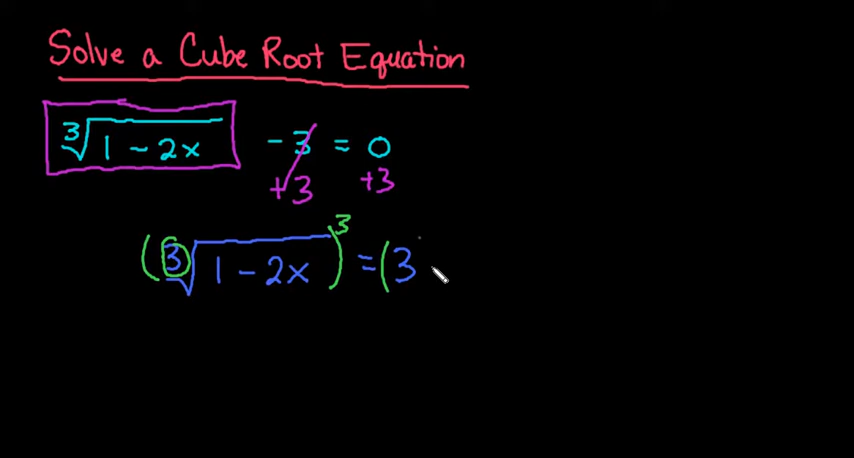 Solve a Cube Root Equation
∛(1 - 2x) - 3 = 0
+3 +3
(∛(1 - 2x))³ = (3